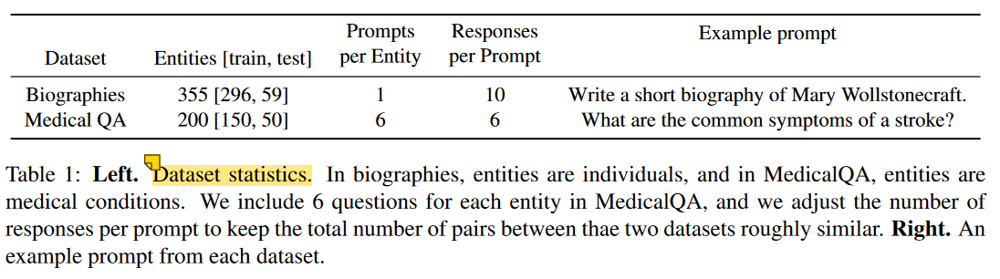 Prompts Responses Example prompt
Dataset Entities [train, test] per Entity per Prompt
Biographies 355 [296, 59] 1 10 Write a short biography of Mary Wollstonecraft.
Medical QA 200 [150, 50] 6 6 What are the common symptoms of a stroke?
Table 1: Left. Dataset statistics. In biographies, entities are individuals, and in MedicalQA, entities are
medical conditions. We include 6 questions for each entity in MedicalQA, and we adjust the number of
responses per prompt to keep the total number of pairs between thae two datasets roughly similar. Right. An
example prompt from each dataset.